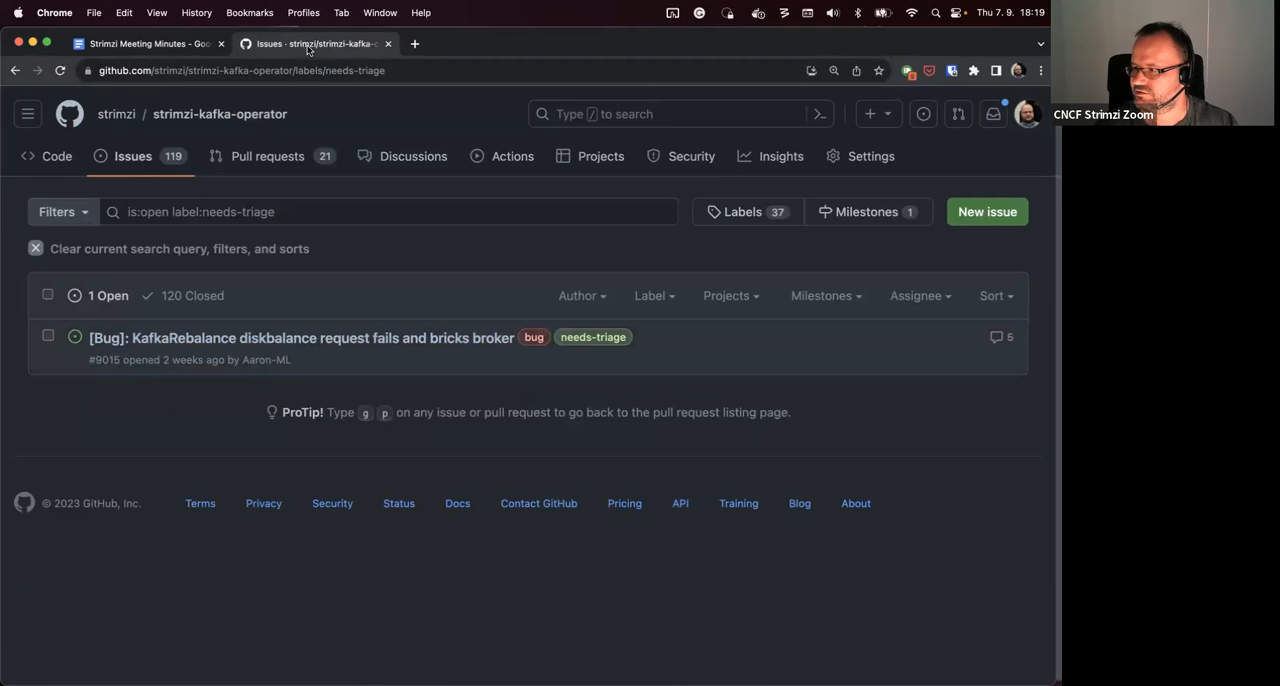 Chrome File Edit View History Bookmarks Profiles Tab Window Help Thu 7. 9. 18:19
Strimzi Meeting Minutes - Goo Issues · strimzi/strimzi-kafka-o
github.com/strimzi/strimzi-kafka-operator/labels/needs-triage
CNCF Strimzi Zoom
strimzi / strimzi-kafka-operator Type / to search
Code Issues 119 Pull requests 21 Discussions Actions Projects Security Insights Settings
Filters is:open label:needs-triage Labels 37 Milestones 1 New issue
Clear current search query, filters, and sorts
1 Open 120 Closed Author Label Projects Milestones Assignee Sort
[Bug]: KafkaRebalance diskbalance request fails and bricks broker bug needs-triage 5
#9015 opened 2 weeks ago by Aaron-ML
ProTip! Type g p on any issue or pull request to go back to the pull request listing page.
© 2023 GitHub, Inc. Terms Privacy Security Status Docs Contact GitHub Pricing API Training Blog About